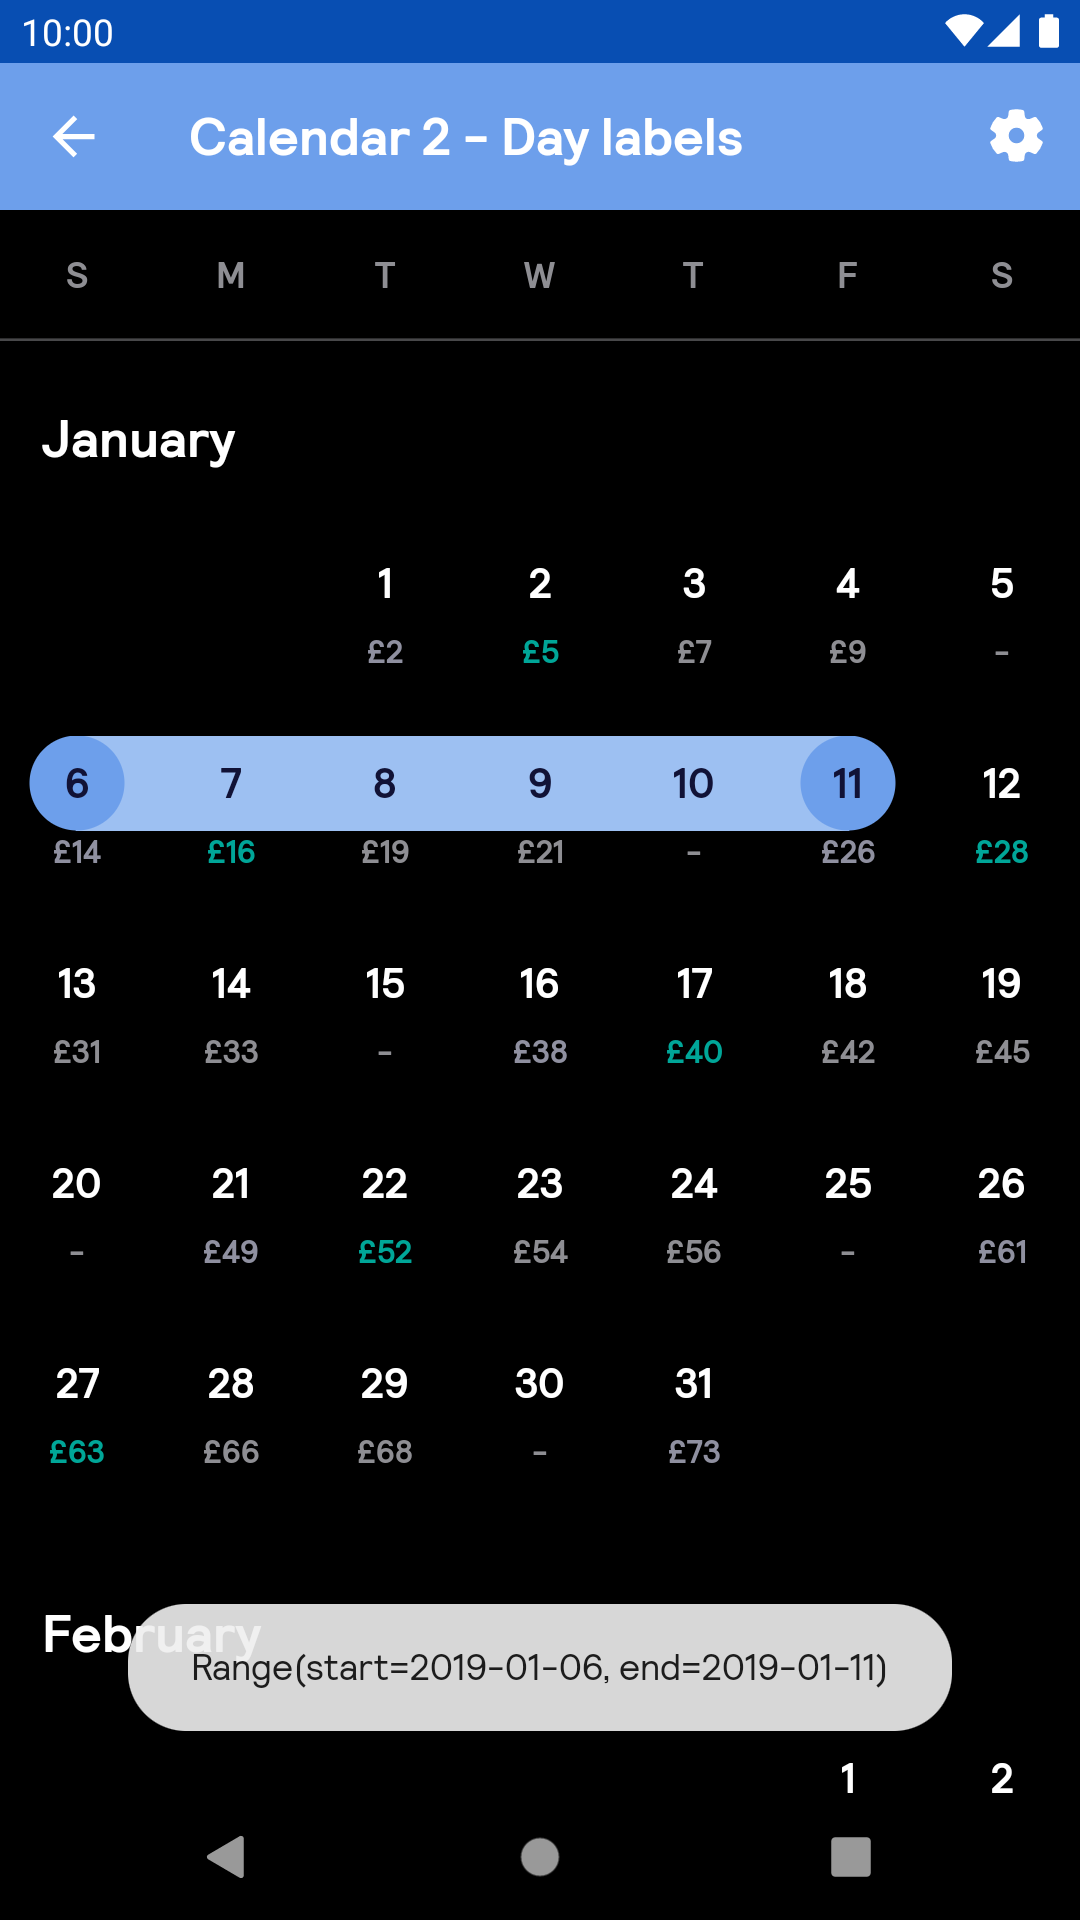 10:00
Calendar 2 - Day labels
S M T W T F S
January
1 2 3 4 5
£2 £5 £7 £9 -
6 7 8 9 10 11 12
£14 £16 £19 £21 - £26 £28
13 14 15 16 17 18 19
£31 £33 - £38 £40 £42 £45
20 21 22 23 24 25 26
- £49 £52 £54 £56 - £61
27 28 29 30 31
£63 £66 £68 - £73
February
Range(start=2019-01-06, end=2019-01-11)
1 2